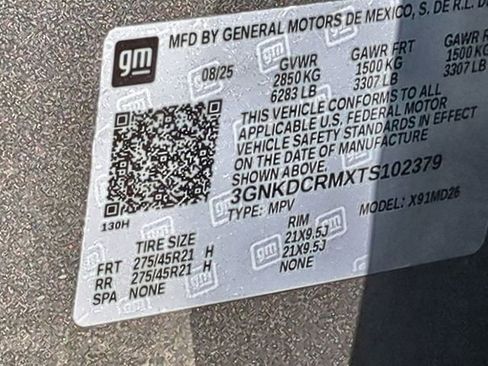 gm
MFD BY GENERAL MOTORS DE MEXICO, S. DE R.L. D
08/25 GVWR GAWR FRT GAWR R
2850 KG 1500 KG 1500 KG
6283 LB 3307 LB 3307 LB
THIS VEHICLE CONFORMS TO ALL
APPLICABLE U.S. FEDERAL MOTOR
VEHICLE SAFETY STANDARDS IN EFFECT
ON THE DATE OF MANUFACTURE
SHOWN ABOVE.
3GNKDCRMXTS102379
TYPE: MPV MODEL: X91MD26
130H
TIRE SIZE RIM
FRT 275/45R21 H 21X9.5J
RR 275/45R21 H 21X9.5J
SPA NONE NONE